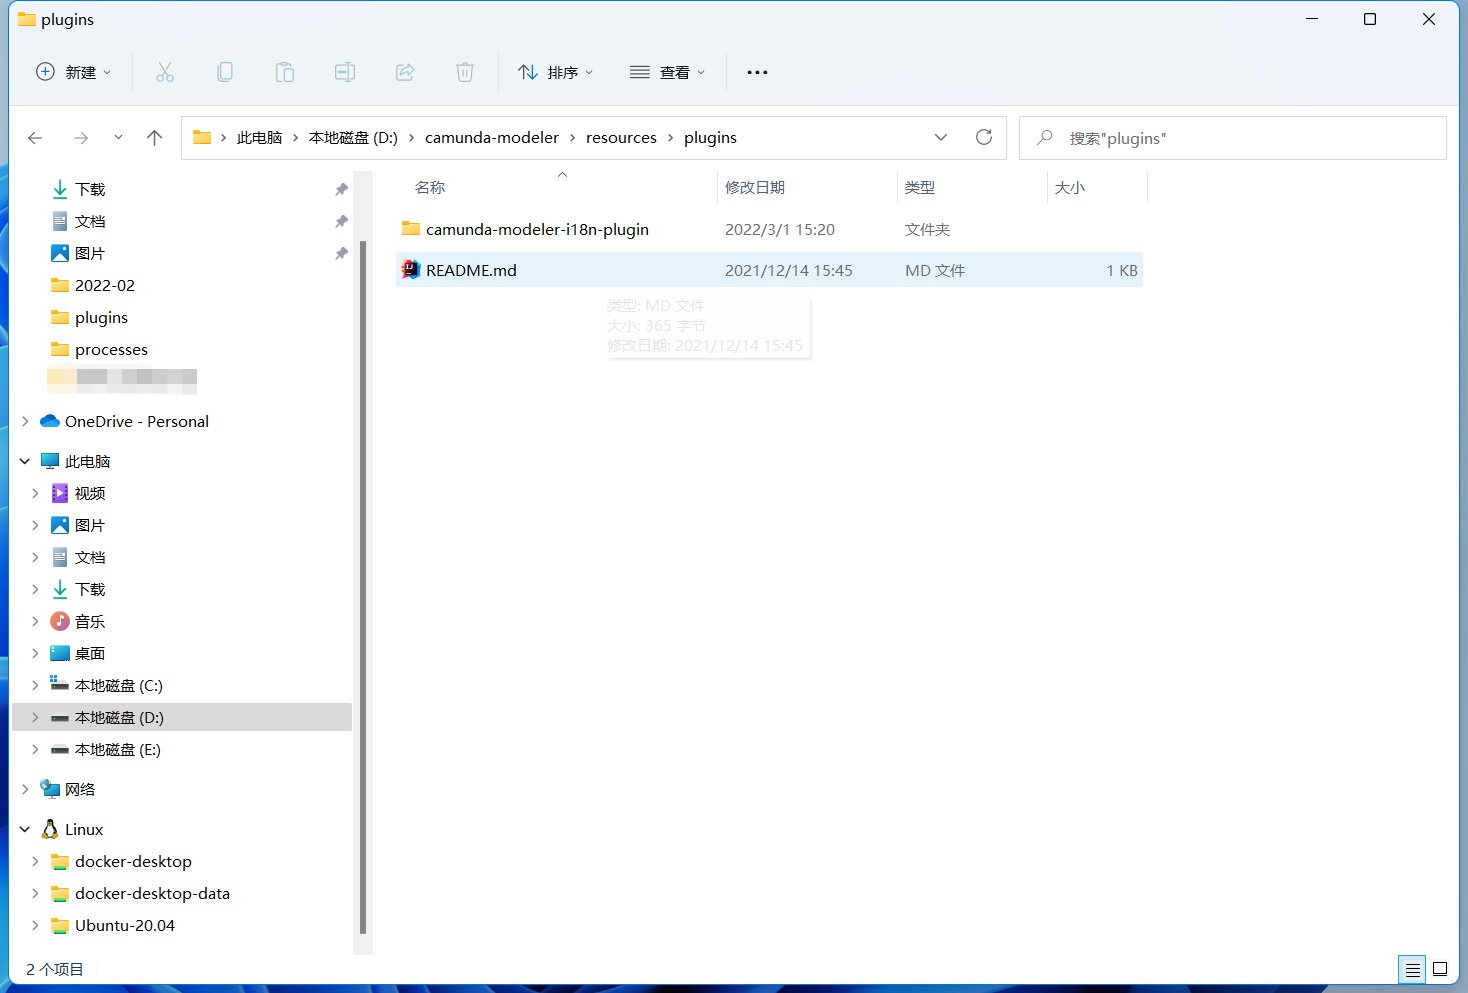 plugins
新建
排序
查看
此电脑 本地磁盘 (D:) camunda-modeler resources plugins
搜索"plugins"
名称 修改日期 类型 大小
camunda-modeler-i18n-plugin 2022/3/1 15:20 文件夹
README.md 2021/12/14 15:45 MD 文件 1 KB
类型: MD 文件
大小: 365 字节
修改日期: 2021/12/14 15:45
下载
文档
图片
2022-02
plugins
processes
OneDrive - Personal
此电脑
视频
图片
文档
下载
音乐
桌面
本地磁盘 (C:)
本地磁盘 (D:)
本地磁盘 (E:)
网络
Linux
docker-desktop
docker-desktop-data
Ubuntu-20.04
2 个项目